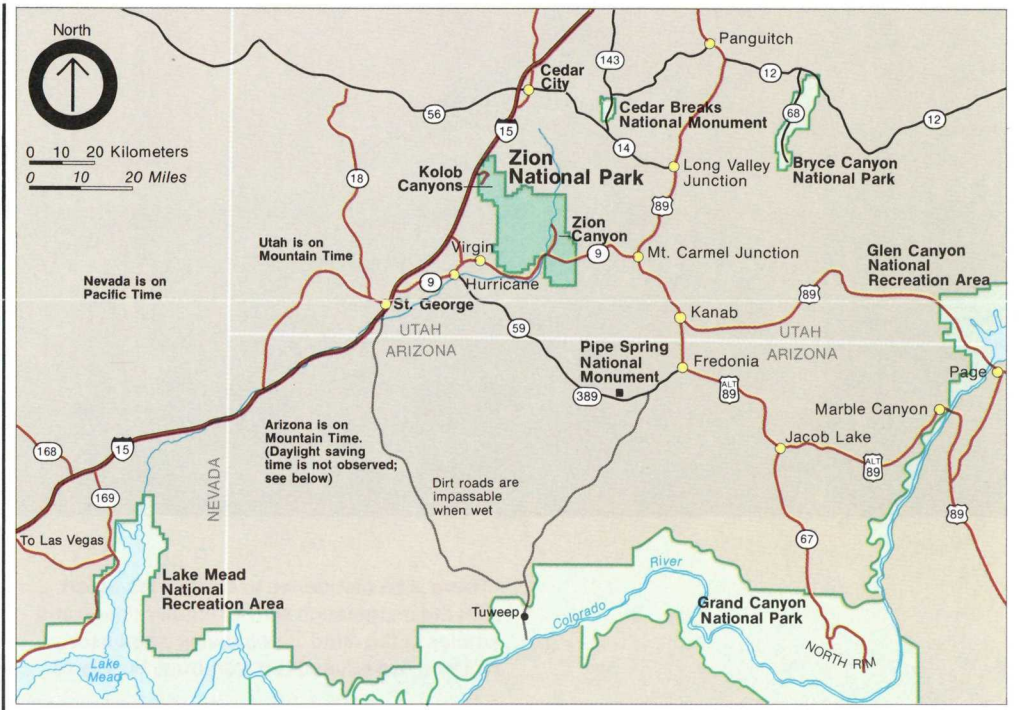 North
0 10 20 Kilometers
0 10 20 Miles
Panguitch
143
12
Cedar
City
68
56
Cedar Breaks
National Monument
12
15
14
Zion
National Park
Long Valley
Junction
Bryce Canyon
National Park
Kolob
Canyons
18
89
Zion
Canyon
Utah is on
Mountain Time
Virgin
9
Mt. Carmel Junction
Glen Canyon
National
Recreation Area
Nevada is on
Pacific Time
9
Hurricane
89
St. George
Kanab
UTAH
ARIZONA
59
UTAH
ARIZONA
Pipe Spring
National
Monument
Fredonia
Page
ALT
89
389
Marble Canyon
Arizona is on
Mountain Time.
(Daylight saving
time is not observed;
see below)
Jacob Lake
168
15
ALT
89
NEVADA
Dirt roads are
impassable
when wet
169
89
To Las Vegas
67
River
Lake Mead
National
Recreation Area
Tuweep
Colorado
Grand Canyon
National Park
NORTH RIM
Lake
Mead